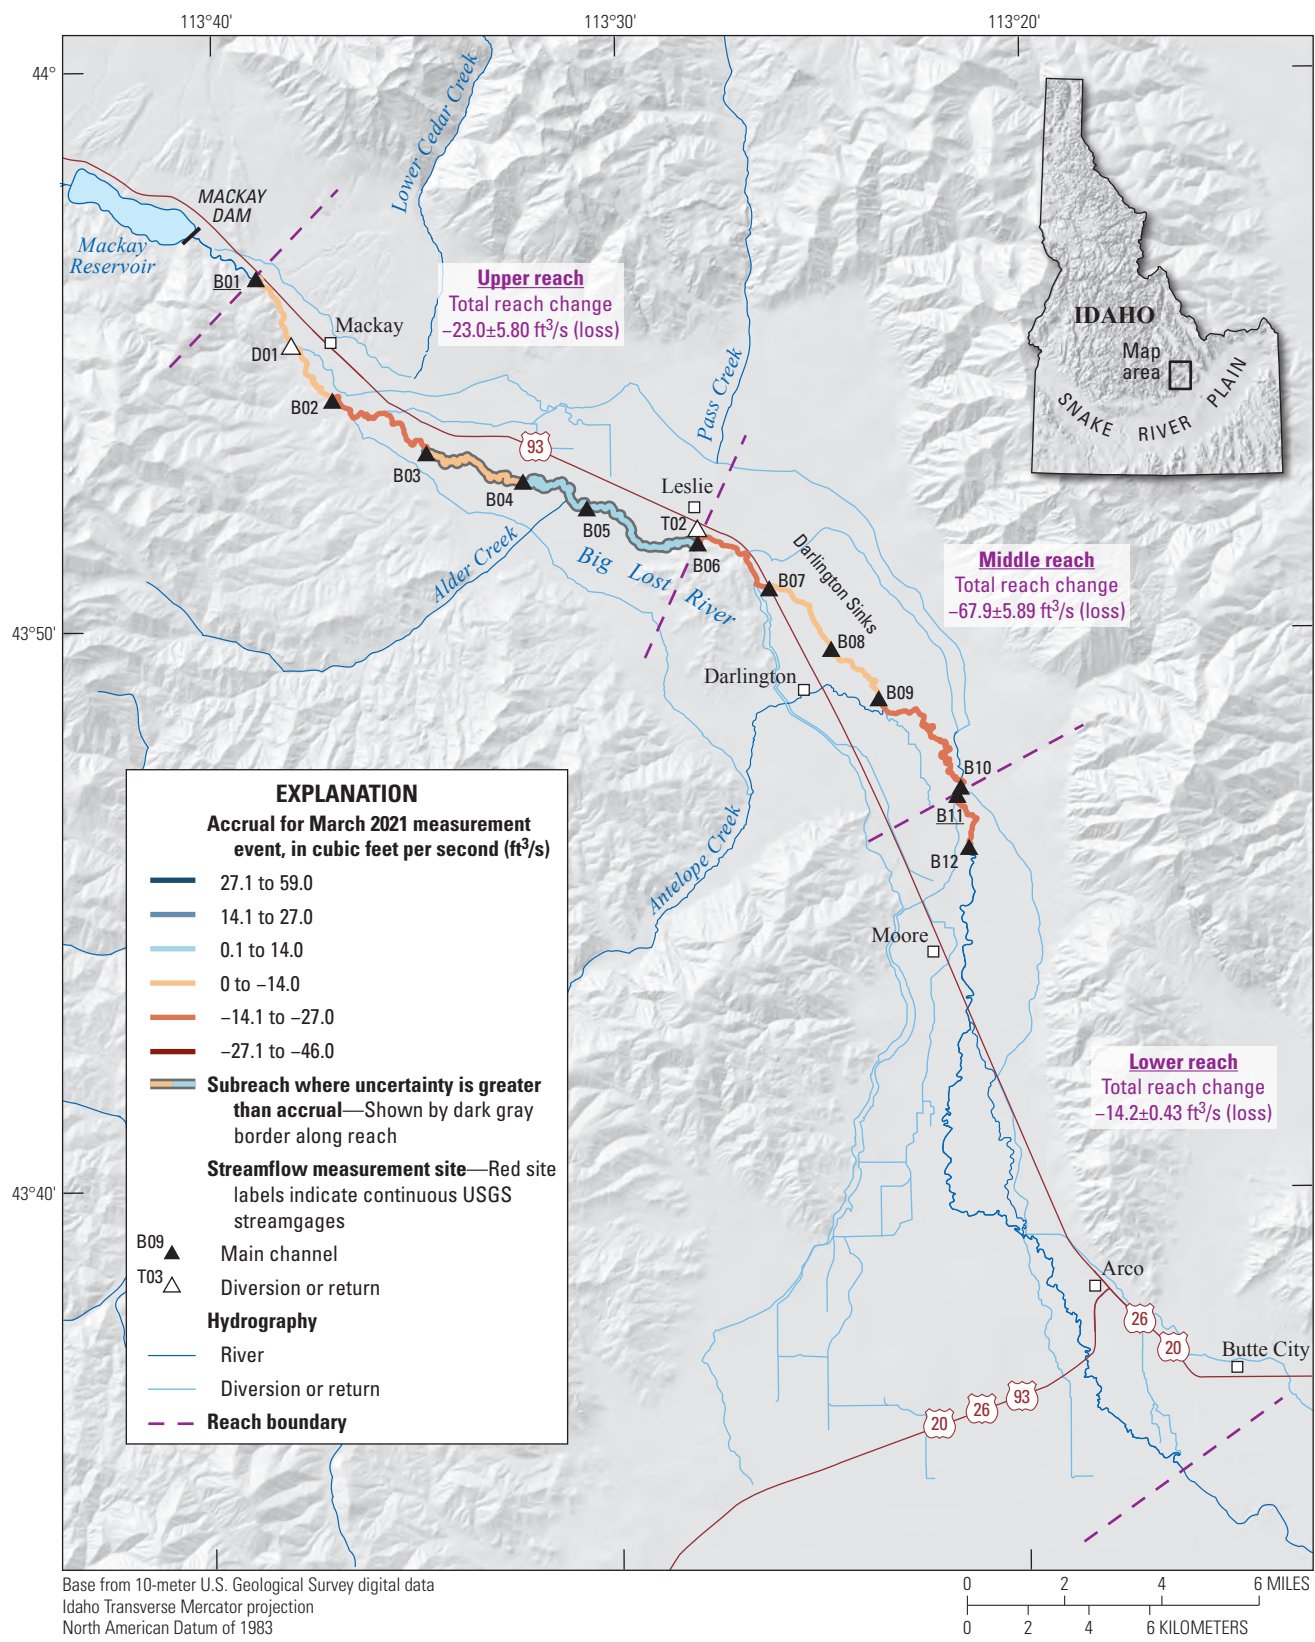 113°40'
113°30'
113°20'
44°
43°50'
43°40'
Lower Cedar Creek
MACKAY
DAM
Mackay
Reservoir
B01
Upper reach
Total reach change
−23.0±5.80 ft³/s (loss)
IDAHO
Map
area
SNAKE RIVER PLAIN
Mackay
D01
Pass Creek
B02
93
B03
B04
Leslie
T02
B05
B06
Alder Creek
Big Lost River
Darlington Sinks
B07
Middle reach
Total reach change
−67.9±5.89 ft³/s (loss)
B08
Darlington
B09
B10
B11
B12
Antelope Creek
Moore
Lower reach
Total reach change
−14.2±0.43 ft³/s (loss)
Arco
26
20
Butte City
20
26
93
EXPLANATION
Accrual for March 2021 measurement
event, in cubic feet per second (ft³/s)
27.1 to 59.0
14.1 to 27.0
0.1 to 14.0
0 to −14.0
−14.1 to −27.0
−27.1 to −46.0
Subreach where uncertainty is greater
than accrual—Shown by dark gray
border along reach
Streamflow measurement site—Red site
labels indicate continuous USGS
streamgages
B09
Main channel
T03
Diversion or return
Hydrography
River
Diversion or return
Reach boundary
Base from 10-meter U.S. Geological Survey digital data
Idaho Transverse Mercator projection
North American Datum of 1983
0 2 4 6 MILES
0 2 4 6 KILOMETERS